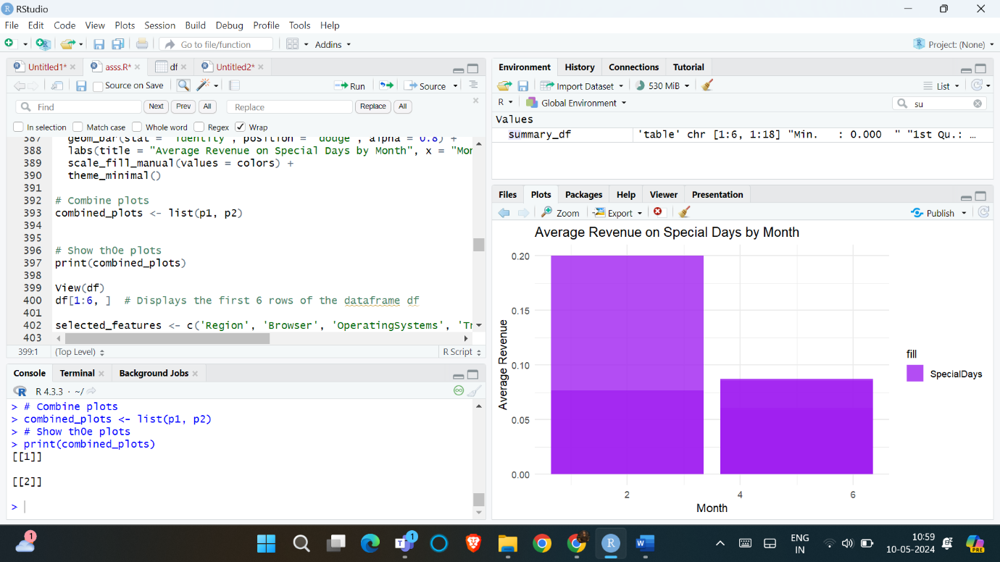 RStudio
File Edit Code View Plots Session Build Debug Profile Tools Help
Go to file/function Addins Project: (None)
Untitled1* asss.R* df Untitled2*
Source on Save Run Source
Find Next Prev All Replace Replace All
In selection Match case Whole word Regex Wrap
387 geom_bar(stat = "identity", position = "dodge", alpha = 0.8) +
388 labs(title = "Average Revenue on Special Days by Month", x = "Mor
389 scale_fill_manual(values = colors) +
390 theme_minimal()
391
392 # Combine plots
393 combined_plots <- list(p1, p2)
394
395
396 # Show thOe plots
397 print(combined_plots)
398
399 View(df)
400 df[1:6, ] # Displays the first 6 rows of the dataframe df
401
402 selected_features <- c('Region', 'Browser', 'OperatingSystems', 'Tr
403
399:1 (Top Level) R Script
Console Terminal Background Jobs
R 4.3.3 · ~/
> # Combine plots
> combined_plots <- list(p1, p2)
> # Show thOe plots
> print(combined_plots)
[[1]]
[[2]]
>
Environment History Connections Tutorial
Import Dataset 530 MiB List
R Global Environment su
Values
summary_df 'table' chr [1:6, 1:18] "Min. : 0.000 " "1st Qu.: …
Files Plots Packages Help Viewer Presentation
Zoom Export Publish
Average Revenue on Special Days by Month
0.20
0.15
0.10
0.05
0.00
Average Revenue
2 4 6
Month
fill
SpecialDays
1
1
ENG
IN
10:59
10-05-2024
PRE